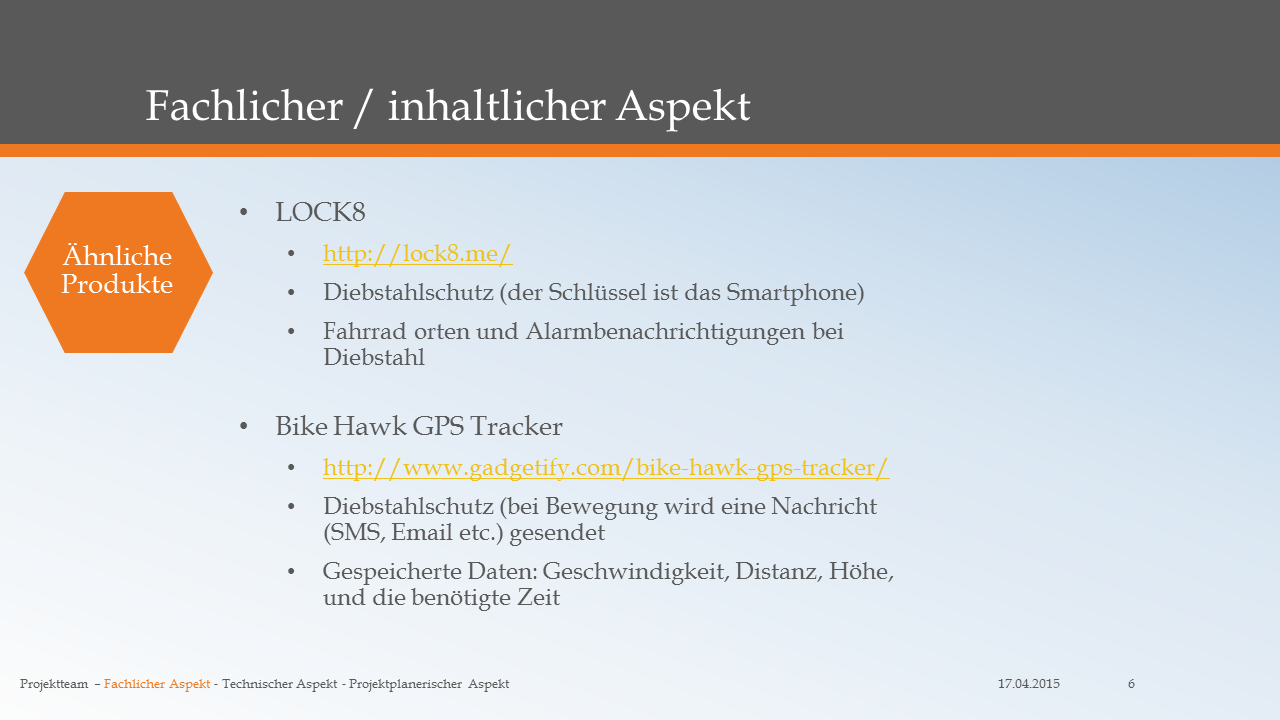 Fachlicher / inhaltlicher Aspekt
Ähnliche
Produkte
• LOCK8
• http://lock8.me/
• Diebstahlschutz (der Schlüssel ist das Smartphone)
• Fahrrad orten und Alarmbenachrichtigungen bei
Diebstahl
• Bike Hawk GPS Tracker
• http://www.gadgetify.com/bike-hawk-gps-tracker/
• Diebstahlschutz (bei Bewegung wird eine Nachricht
(SMS, Email etc.) gesendet
• Gespeicherte Daten: Geschwindigkeit, Distanz, Höhe,
und die benötigte Zeit
Projektteam – Fachlicher Aspekt - Technischer Aspekt - Projektplanerischer Aspekt
17.04.2015
6